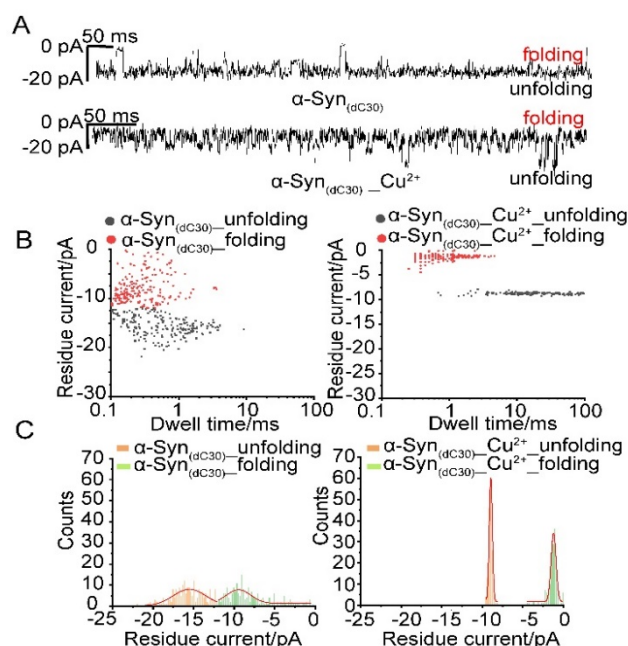 A
50 ms
0 pA
-20 pA
folding
unfolding
α-Syn(dC30)
50 ms
0 pA
-20 pA
folding
unfolding
α-Syn(dC30)_Cu²⁺
B
α-Syn(dC30)_unfolding
α-Syn(dC30)_folding
Residue current/pA
0
-5
-10
-15
-20
-25
-30
0.1 1 10 100
Dwell time/ms
α-Syn(dC30)_Cu²⁺_unfolding
α-Syn(dC30)_Cu²⁺_folding
Residue current/pA
0
-5
-10
-15
-20
-25
-30
0.1 1 10 100
Dwell time/ms
C
α-Syn(dC30)_unfolding
α-Syn(dC30)_folding
Counts
70
60
50
40
30
20
10
0
-25 -20 -15 -10 -5 0
Residue current/pA
α-Syn(dC30)_Cu²⁺_unfolding
α-Syn(dC30)_Cu²⁺_folding
Counts
70
60
50
40
30
20
10
0
-25 -20 -15 -10 -5 0
Residue current/pA